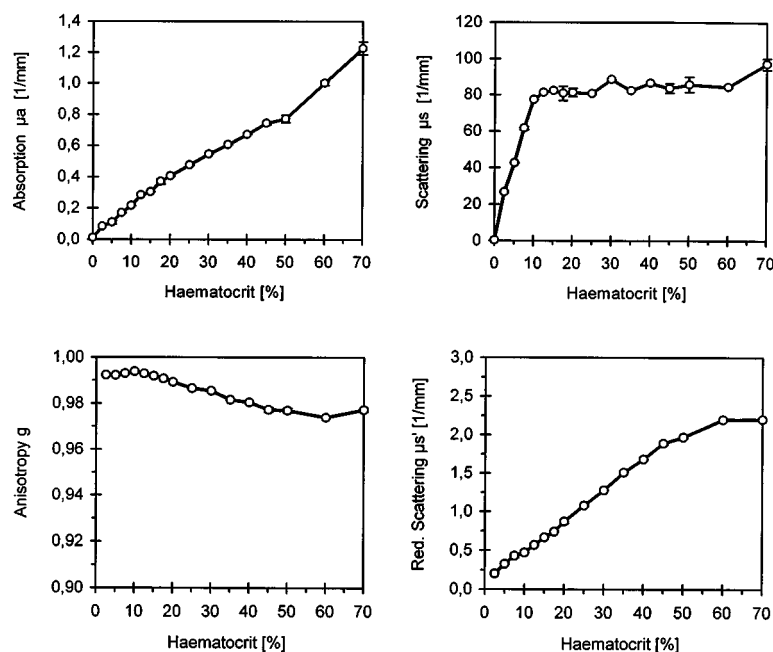 Absorption µa [1/mm]
1,4
1,2
1,0
0,8
0,6
0,4
0,2
0,0
0 10 20 30 40 50 60 70
Haematocrit [%]
Scattering µs [1/mm]
120
100
80
60
40
20
0
0 10 20 30 40 50 60 70
Haematocrit [%]
Anisotropy g
1,00
0,98
0,96
0,94
0,92
0,90
0 10 20 30 40 50 60 70
Haematocrit [%]
Red. Scattering µs' [1/mm]
3,0
2,5
2,0
1,5
1,0
0,5
0,0
0 10 20 30 40 50 60 70
Haematocrit [%]